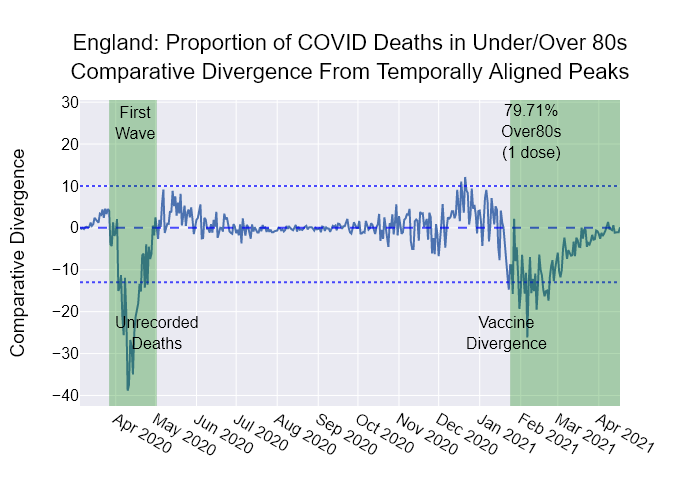 England: Proportion of COVID Deaths in Under/Over 80s
Comparative Divergence From Temporally Aligned Peaks
Comparative Divergence
30
20
10
0
−10
−20
−30
−40
First
Wave
79.71%
Over80s
(1 dose)
Unrecorded
Deaths
Vaccine
Divergence
Apr 2020
May 2020
Jun 2020
Jul 2020
Aug 2020
Sep 2020
Oct 2020
Nov 2020
Dec 2020
Jan 2021
Feb 2021
Mar 2021
Apr 2021